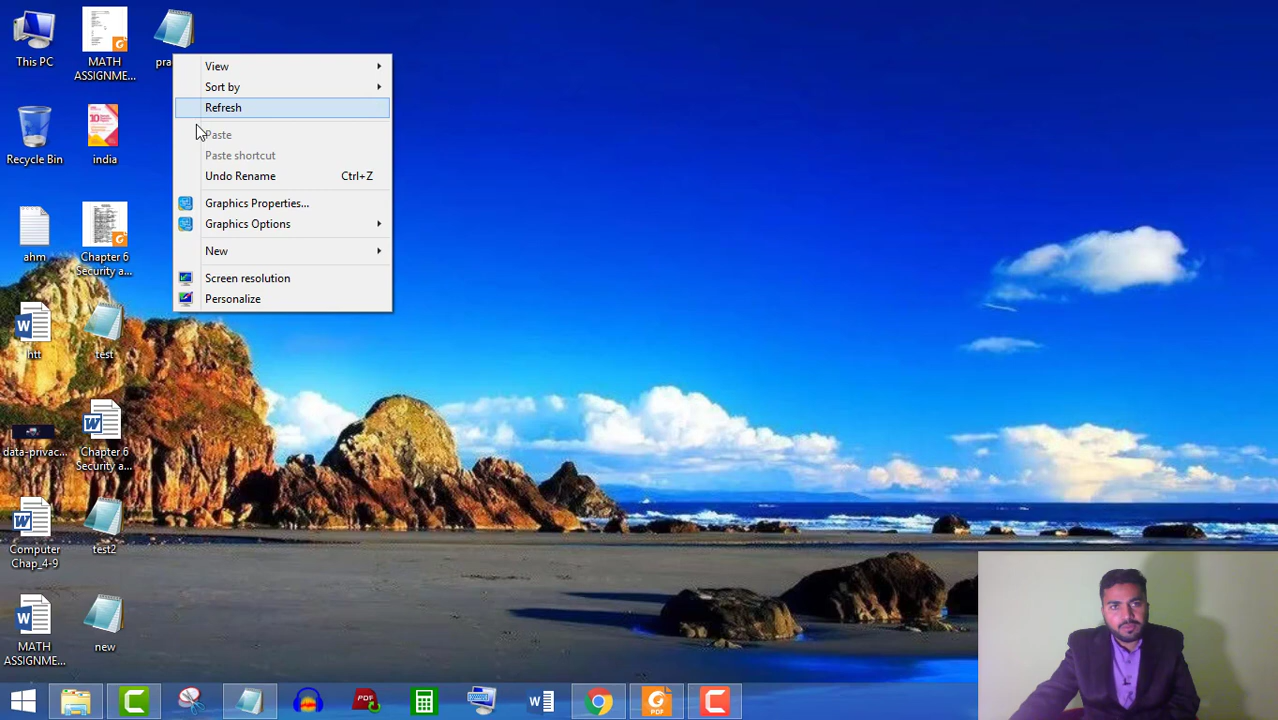 This PC
MATH
ASSIGNME...
View
Sort by
Refresh
Paste
Paste shortcut
Undo Rename Ctrl+Z
Graphics Properties...
Graphics Options
New
Screen resolution
Personalize
Recycle Bin
india
ahm
Chapter 6
Security a...
htt
test
data-privac...
Chapter 6
Security a...
Computer
Chap_4-9
test2
MATH
ASSIGNME...
new
PDF
PDF